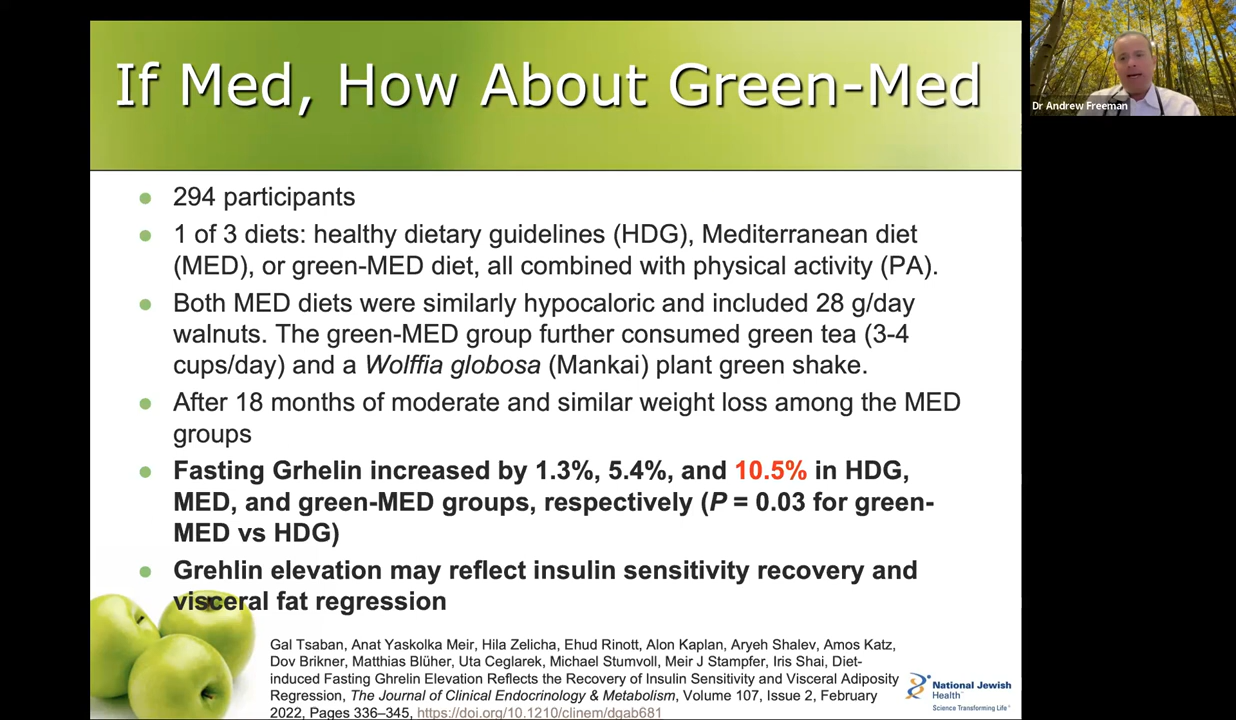 If Med, How About Green-Med
Dr Andrew Freeman
294 participants
1 of 3 diets: healthy dietary guidelines (HDG), Mediterranean diet
(MED), or green-MED diet, all combined with physical activity (PA).
Both MED diets were similarly hypocaloric and included 28 g/day
walnuts. The green-MED group further consumed green tea (3-4
cups/day) and a Wolffia globosa (Mankai) plant green shake.
After 18 months of moderate and similar weight loss among the MED
groups
Fasting Grhelin increased by 1.3%, 5.4%, and 10.5% in HDG,
MED, and green-MED groups, respectively (P = 0.03 for green-
MED vs HDG)
Grehlin elevation may reflect insulin sensitivity recovery and
visceral fat regression
Gal Tsaban, Anat Yaskolka Meir, Hila Zelicha, Ehud Rinott, Alon Kaplan, Aryeh Shalev, Amos Katz,
Dov Brikner, Matthias Blüher, Uta Ceglarek, Michael Stumvoll, Meir J Stampfer, Iris Shai, Diet-
induced Fasting Ghrelin Elevation Reflects the Recovery of Insulin Sensitivity and Visceral Adiposity
Regression, The Journal of Clinical Endocrinology & Metabolism, Volume 107, Issue 2, February
2022, Pages 336–345, https://doi.org/10.1210/clinem/dgab681
National Jewish
Health™
Science Transforming Life®